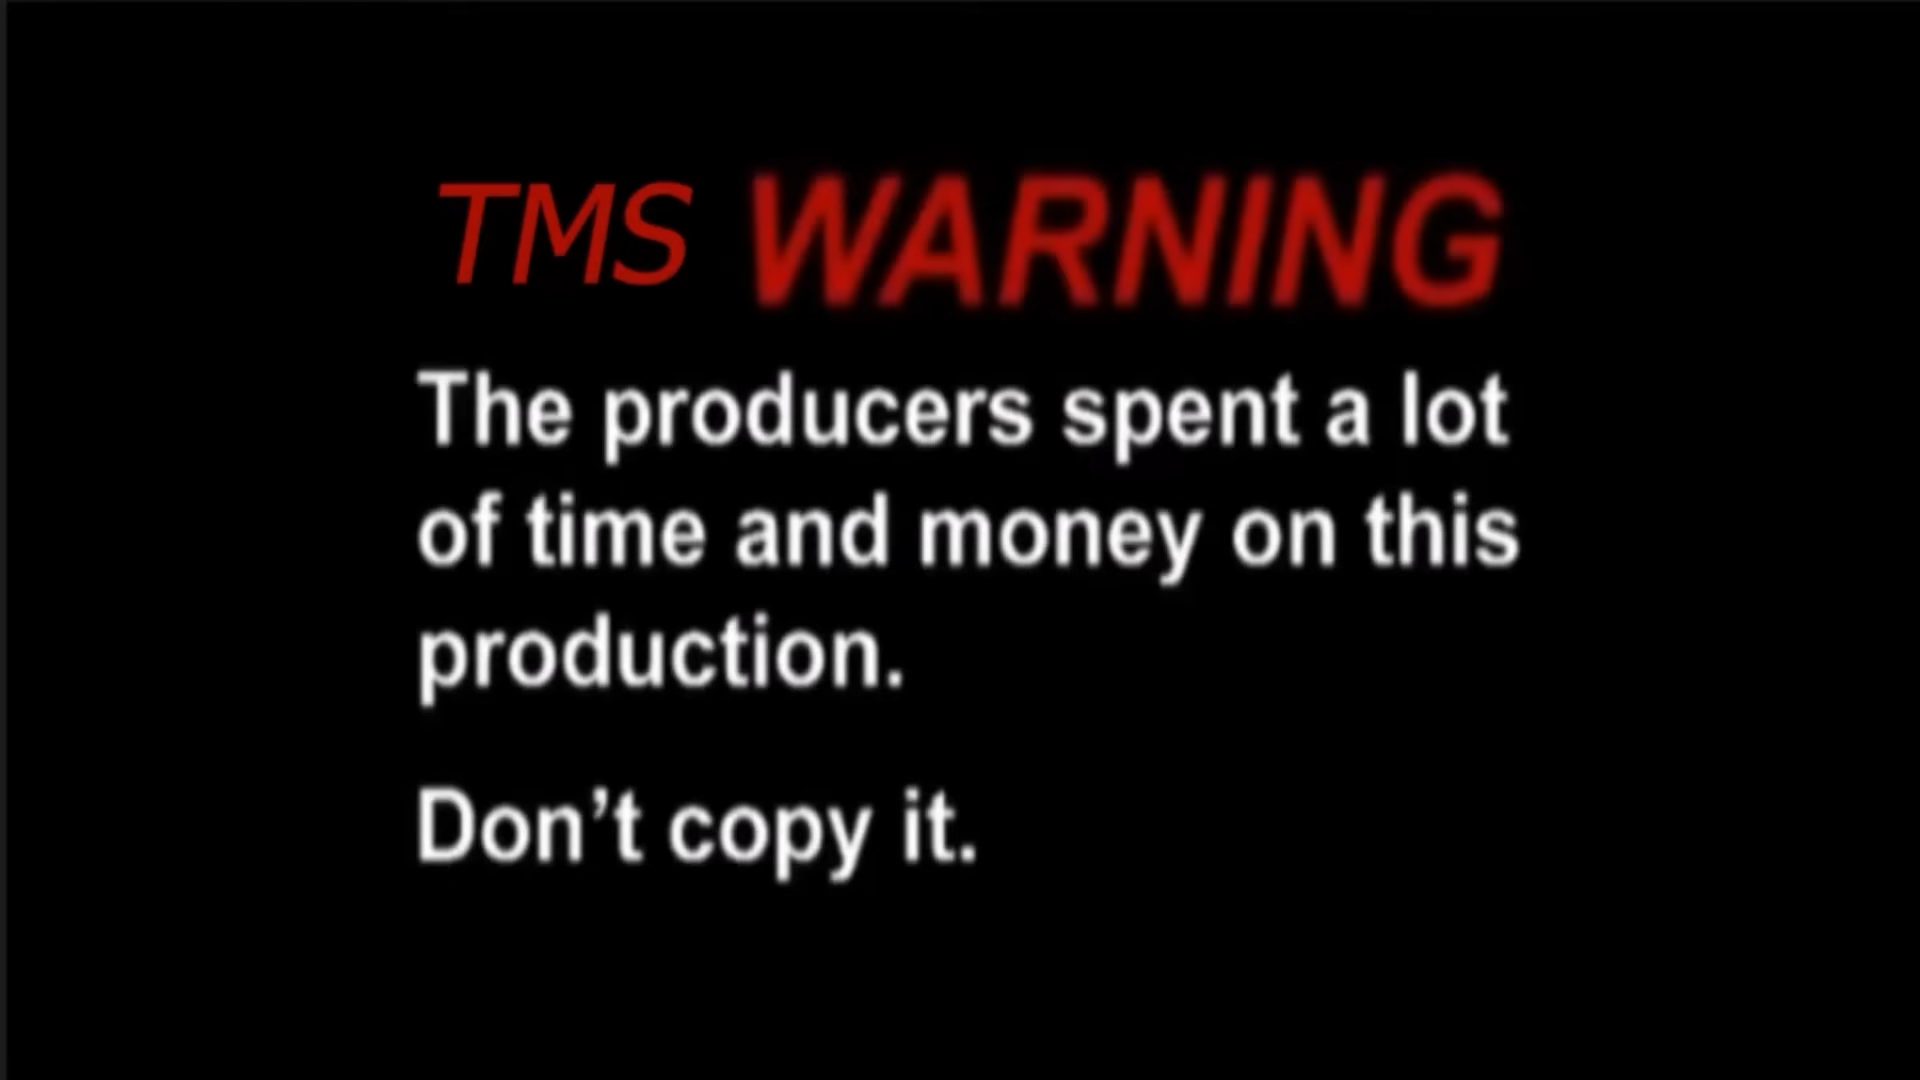 TMS WARNING
The producers spent a lot
of time and money on this
production.
Don’t copy it.